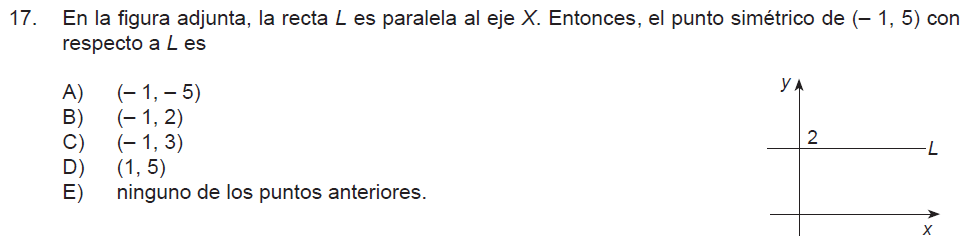 17. En la figura adjunta, la recta L es paralela al eje X. Entonces, el punto simétrico de (– 1, 5) con
respecto a L es
A) (– 1, – 5)
B) (– 1, 2)
C) (– 1, 3)
D) (1, 5)
E) ninguno de los puntos anteriores.
y
2
L
x